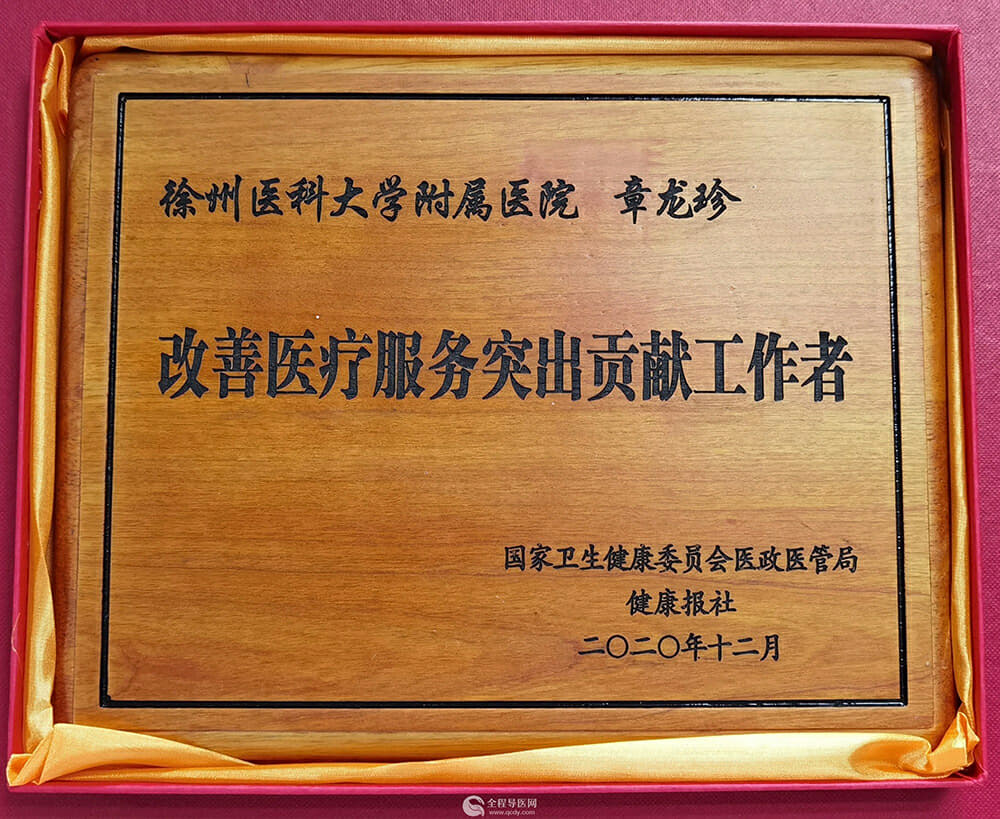 徐州医科大学附属医院 章龙珍
改善医疗服务突出贡献工作者
国家卫生健康委员会医政医管局
健康报社
二〇二〇年十二月
全程导医网
www.qcdy.com